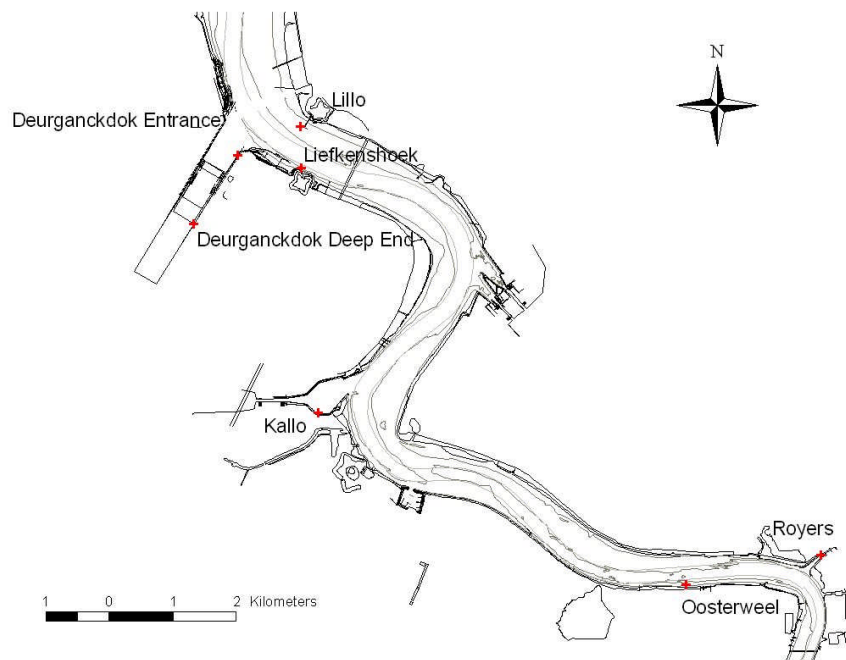 N
Lillo
Deurganckdok Entrance
Liefkenshoek
Deurganckdok Deep End
Kallo
Royers
Oosterweel
1 0 1 2 Kilometers